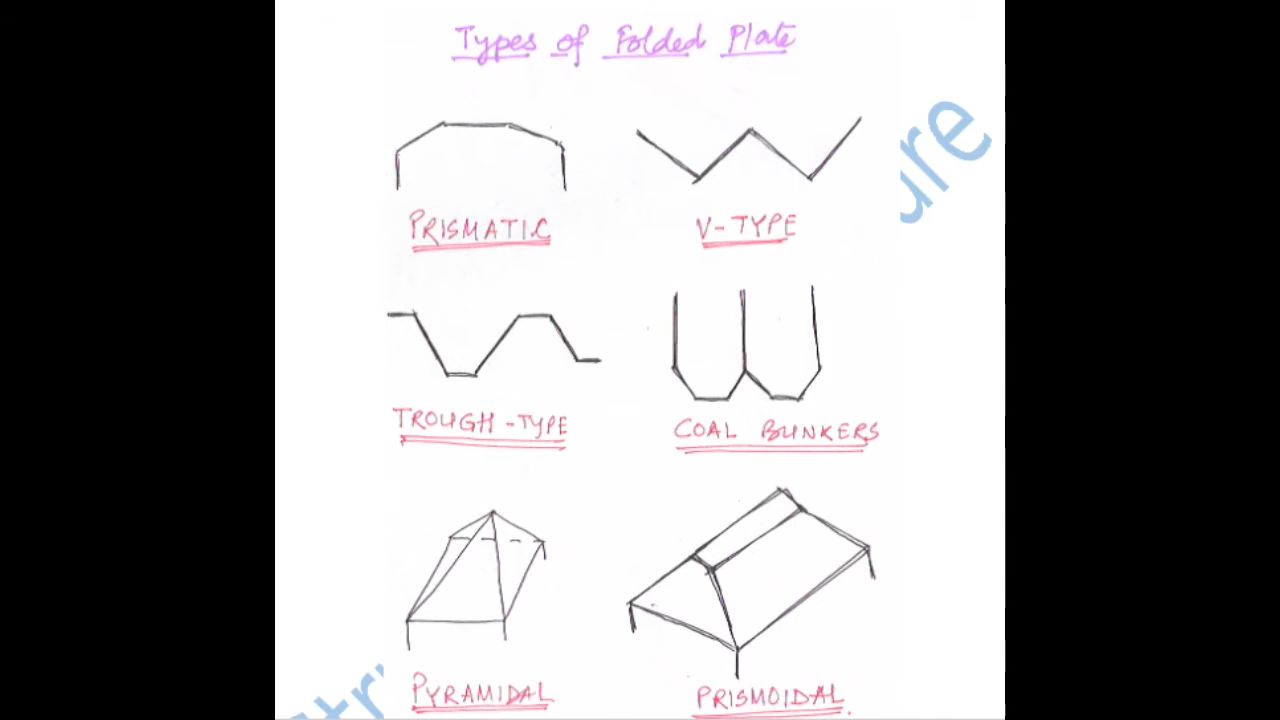 Types of Folded Plate
PRISMATIC
V-TYPE
TROUGH-TYPE
COAL BUNKERS
PYRAMIDAL
PRISMOIDAL.